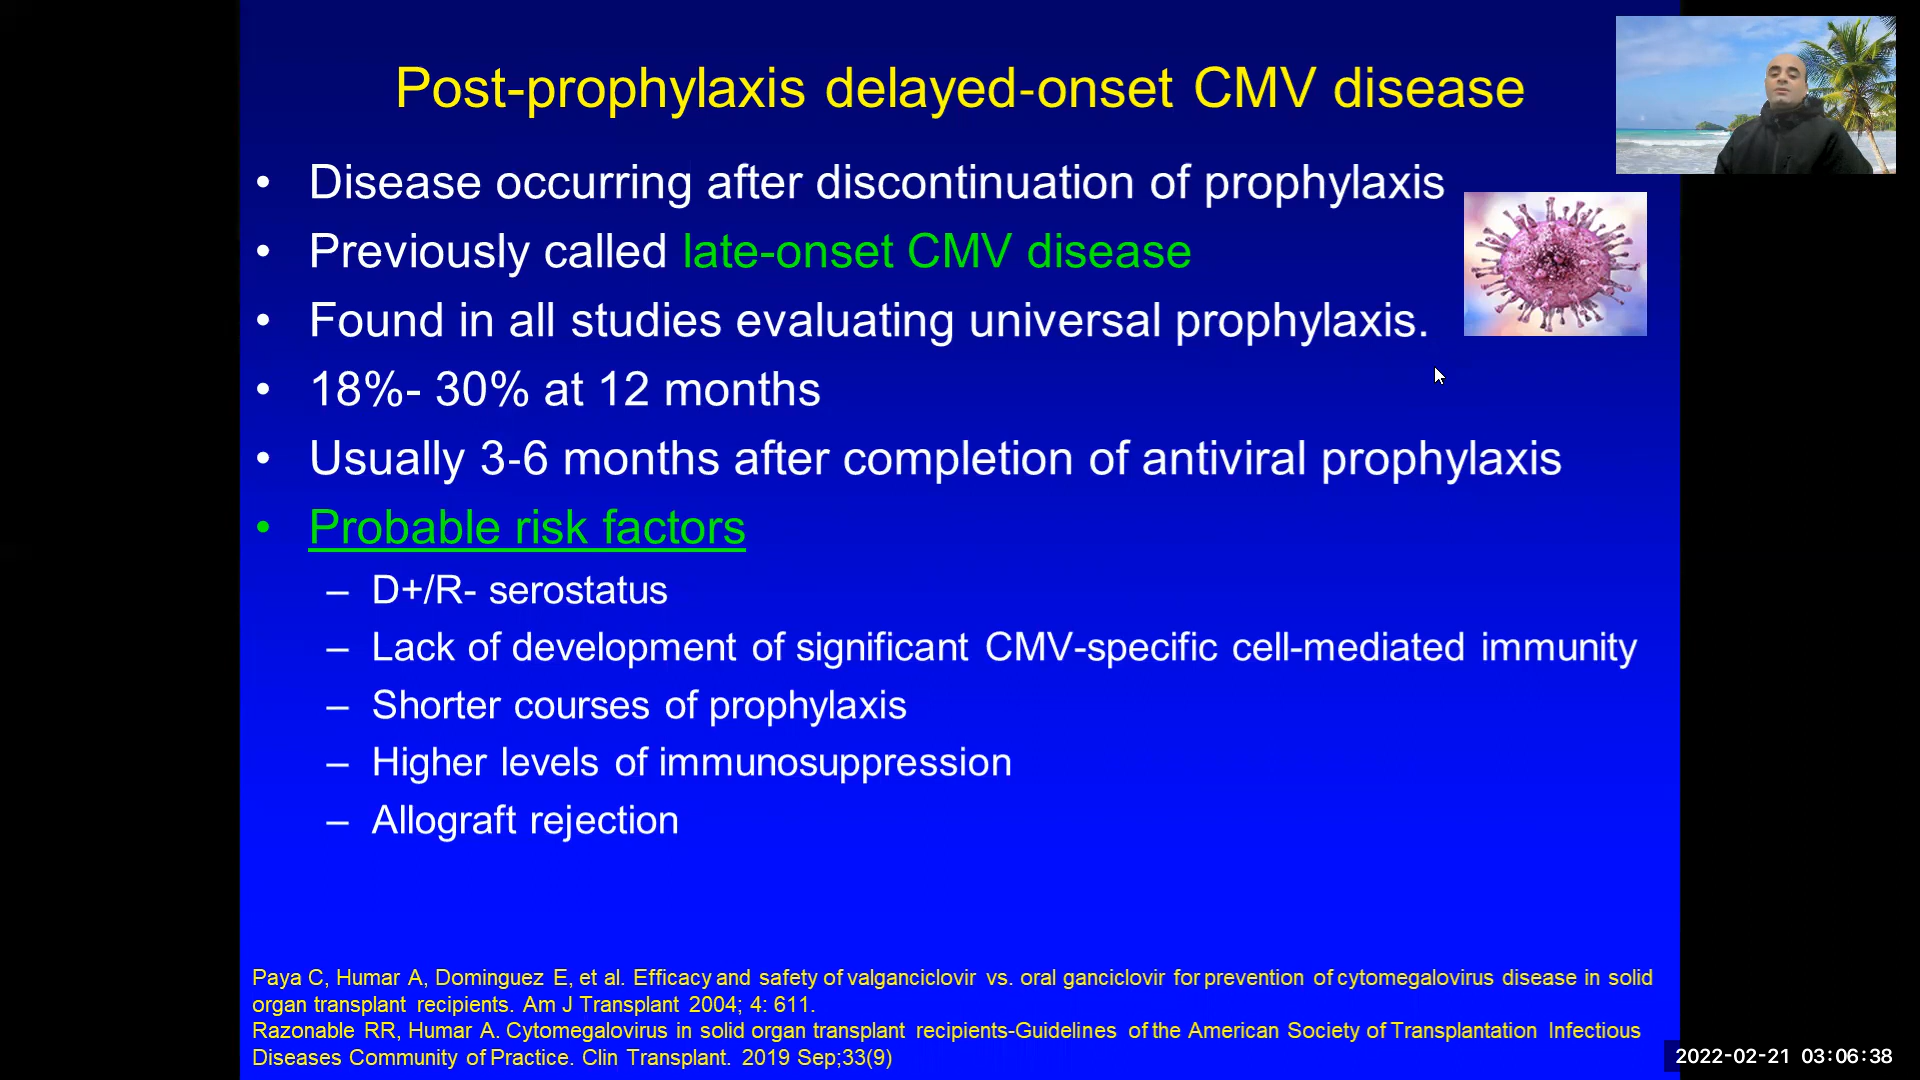 Post-prophylaxis delayed-onset CMV disease
• Disease occurring after discontinuation of prophylaxis
• Previously called late-onset CMV disease
• Found in all studies evaluating universal prophylaxis.
• 18%- 30% at 12 months
• Usually 3-6 months after completion of antiviral prophylaxis
• Probable risk factors
– D+/R- serostatus
– Lack of development of significant CMV-specific cell-mediated immunity
– Shorter courses of prophylaxis
– Higher levels of immunosuppression
– Allograft rejection
Paya C, Humar A, Dominguez E, et al. Efficacy and safety of valganciclovir vs. oral ganciclovir for prevention of cytomegalovirus disease in solid
organ transplant recipients. Am J Transplant 2004; 4: 611.
Razonable RR, Humar A. Cytomegalovirus in solid organ transplant recipients-Guidelines of the American Society of Transplantation Infectious
Diseases Community of Practice. Clin Transplant. 2019 Sep;33(9)
2022-02-21 03:06:38